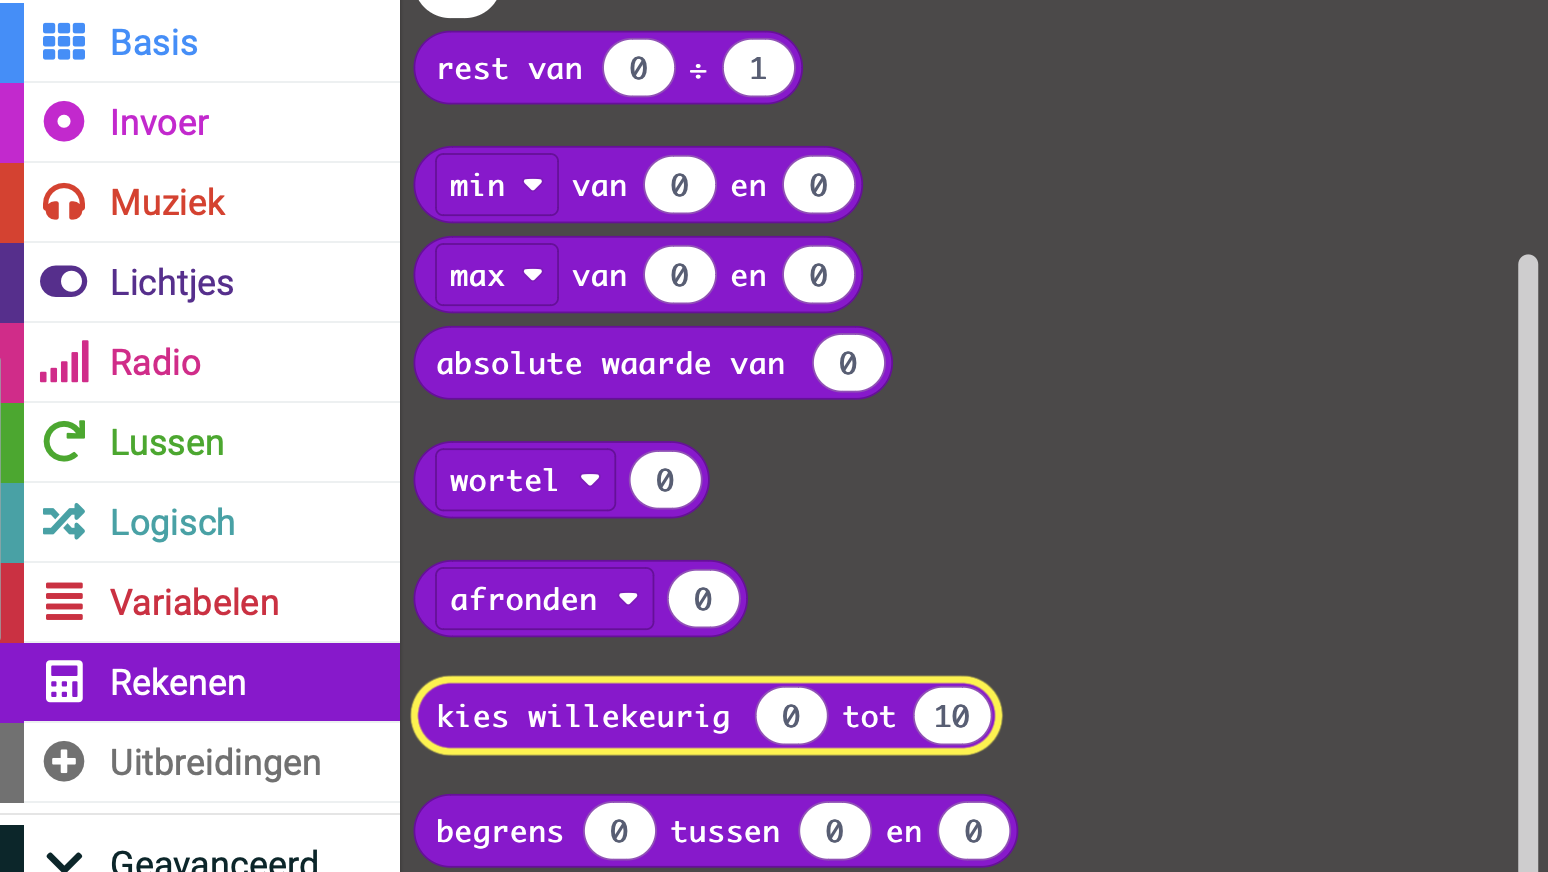 Basis
Invoer
Muziek
Lichtjes
Radio
Lussen
Logisch
Variabelen
Rekenen
Uitbreidingen
Geavanceerd
rest van 0 ÷ 1
min van 0 en 0
max van 0 en 0
absolute waarde van 0
wortel 0
afronden 0
kies willekeurig 0 tot 10
begrens 0 tussen 0 en 0